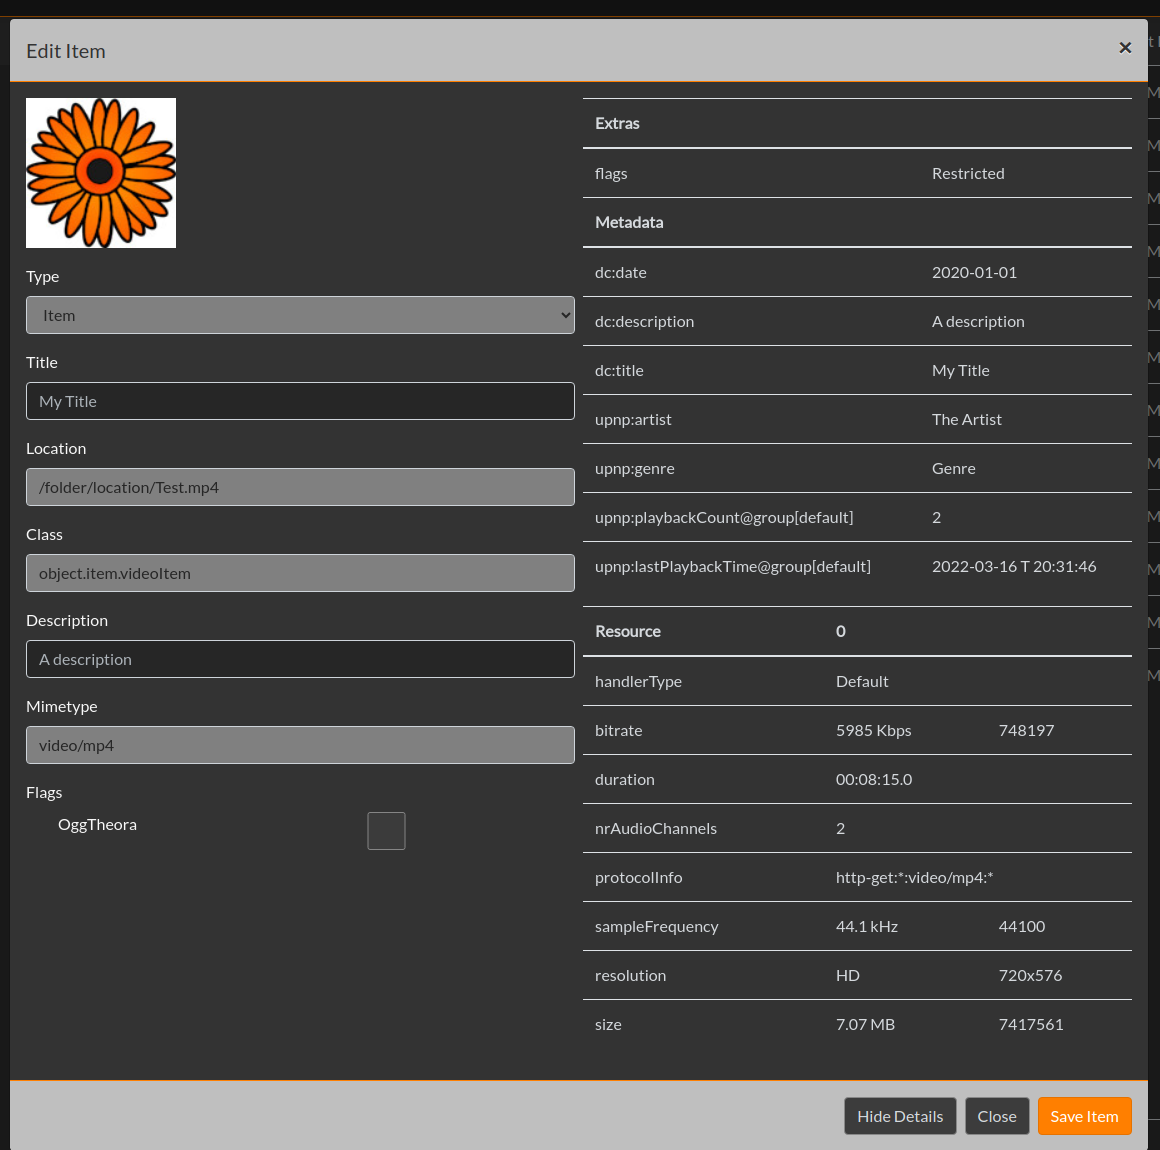 Edit Item
×
Type
Item
Title
My Title
Location
/folder/location/Test.mp4
Class
object.item.videoItem
Description
A description
Mimetype
video/mp4
Flags
OggTheora
Extras
flags Restricted
Metadata
dc:date 2020-01-01
dc:description A description
dc:title My Title
upnp:artist The Artist
upnp:genre Genre
upnp:playbackCount@group[default] 2
upnp:lastPlaybackTime@group[default] 2022-03-16 T 20:31:46
Resource 0
handlerType Default
bitrate 5985 Kbps 748197
duration 00:08:15.0
nrAudioChannels 2
protocolInfo http-get:*:video/mp4:*
sampleFrequency 44.1 kHz 44100
resolution HD 720x576
size 7.07 MB 7417561
Hide Details Close Save Item